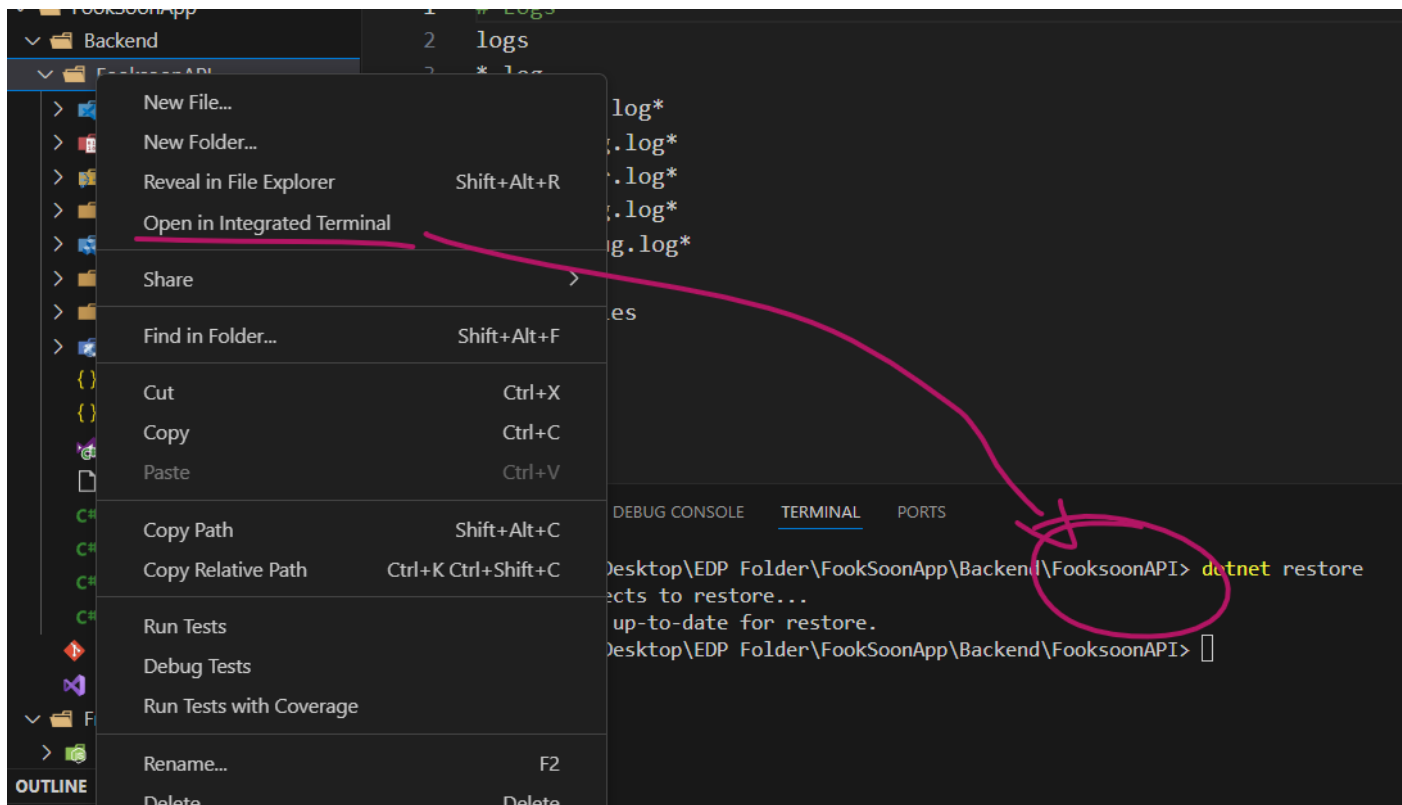 FookSoonApp
Backend
FooksoonAPI
OUTLINE
New File...
New Folder...
Reveal in File Explorer Shift+Alt+R
Open in Integrated Terminal
Share
Find in Folder... Shift+Alt+F
Cut Ctrl+X
Copy Ctrl+C
Paste Ctrl+V
Copy Path Shift+Alt+C
Copy Relative Path Ctrl+K Ctrl+Shift+C
Run Tests
Debug Tests
Run Tests with Coverage
Rename... F2
Delete Delete
1 # Logs
2 logs
3 *.log
log*
.log*
.log*
.log*
g.log*
es
DEBUG CONSOLE TERMINAL PORTS
Desktop\EDP Folder\FookSoonApp\Backend\FooksoonAPI> dotnet restore
ects to restore...
up-to-date for restore.
Desktop\EDP Folder\FookSoonApp\Backend\FooksoonAPI>